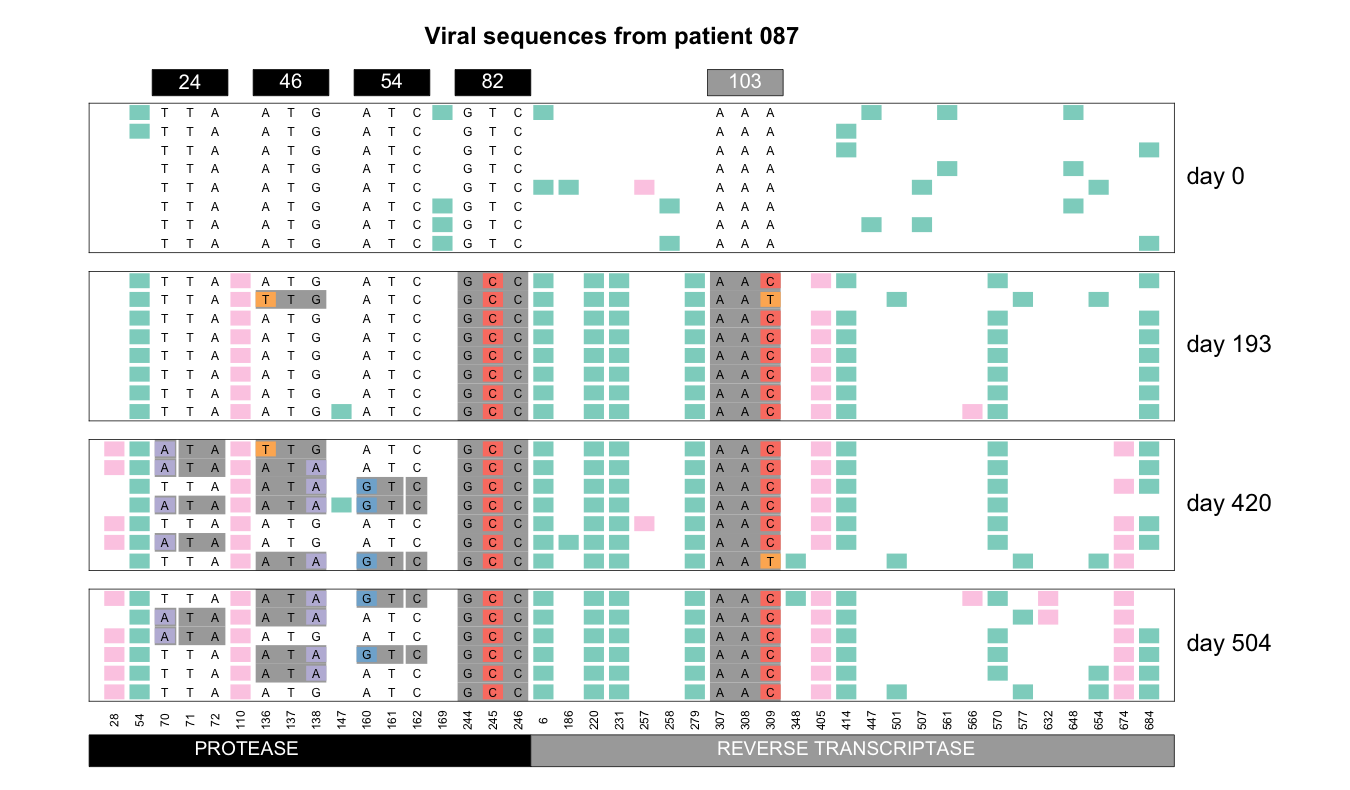 Viral sequences from patient 087
24 46 54 82 103
T T A A T G A T C G T C A A A
T T A A T G A T C G T C A A A
T T A A T G A T C G T C A A A
T T A A T G A T C G T C A A A
T T A A T G A T C G T C A A A
T T A A T G A T C G T C A A A
T T A A T G A T C G T C A A A
T T A A T G A T C G T C A A A
day 0
T T A A T G A T C G C C A A C
T T A T T G A T C G C C A A T
T T A A T G A T C G C C A A C
T T A A T G A T C G C C A A C
T T A A T G A T C G C C A A C
T T A A T G A T C G C C A A C
T T A A T G A T C G C C A A C
T T A A T G A T C G C C A A C
day 193
A T A T T G A T C G C C A A C
A T A A T A A T C G C C A A C
T T A A T A G T C G C C A A C
A T A A T A G T C G C C A A C
T T A A T G A T C G C C A A C
A T A A T G A T C G C C A A C
T T A A T A G T C G C C A A T
day 420
T T A A T A G T C G C C A A C
A T A A T A A T C G C C A A C
A T A A T G A T C G C C A A C
T T A A T A G T C G C C A A C
T T A A T A A T C G C C A A C
T T A A T G A T C G C C A A C
day 504
28 54 70 71 72 110 136 137 138 147 160 161 162 169 244 245 246 6 186 220 231 257 258 279 307 308 309 348 405 414 447 501 507 561 566 570 577 632 648 654 674 684
PROTEASE REVERSE TRANSCRIPTASE